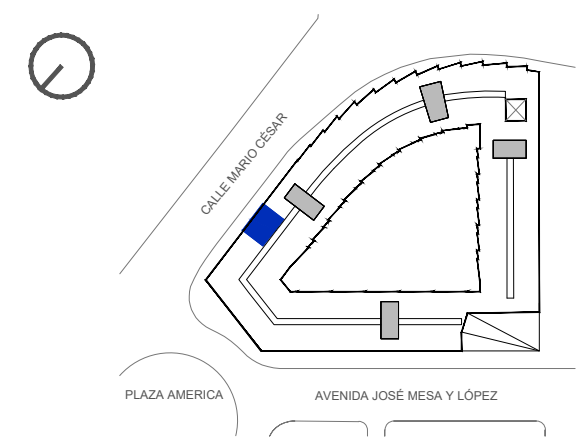 CALLE MARIO CÉSAR
PLAZA AMERICA
AVENIDA JOSÉ MESA Y LÓPEZ